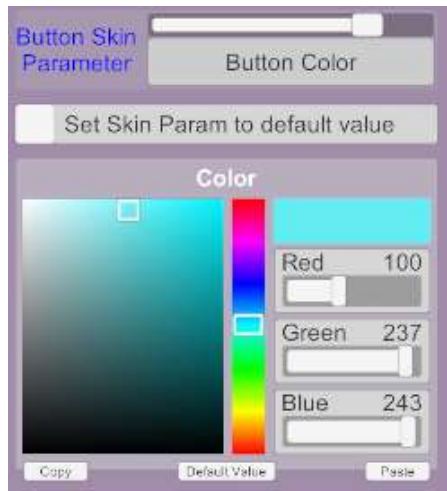 Button Skin
Parameter
Button Color
Set Skin Param to default value
Color
Red 100
Green 237
Blue 243
Copy Default Value Paste